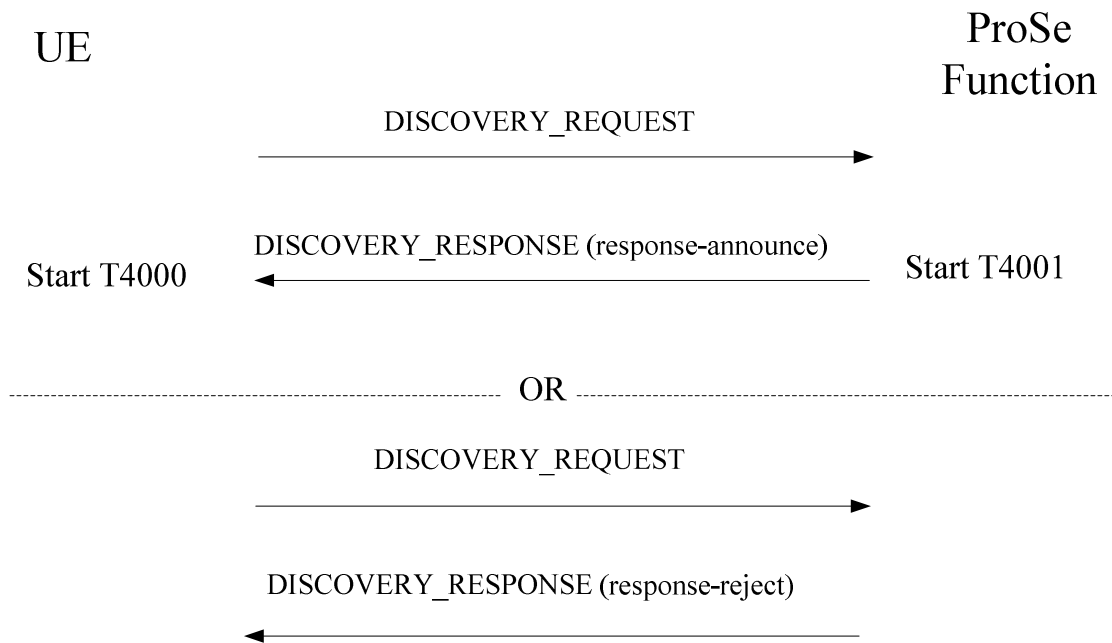 UE
ProSe
Function
DISCOVERY_REQUEST
DISCOVERY_RESPONSE (response-announce)
Start T4000
Start T4001
OR
DISCOVERY_REQUEST
DISCOVERY_RESPONSE (response-reject)